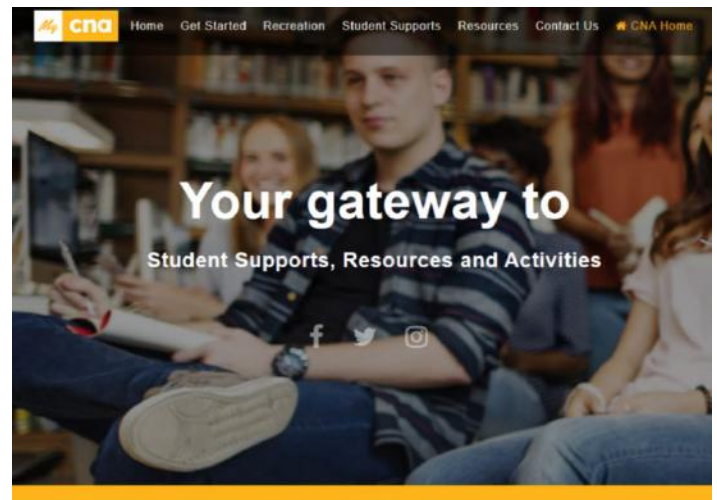 My cna Home Get Started Recreation Student Supports Resources Contact Us CNA Home
Your gateway to
Student Supports, Resources and Activities